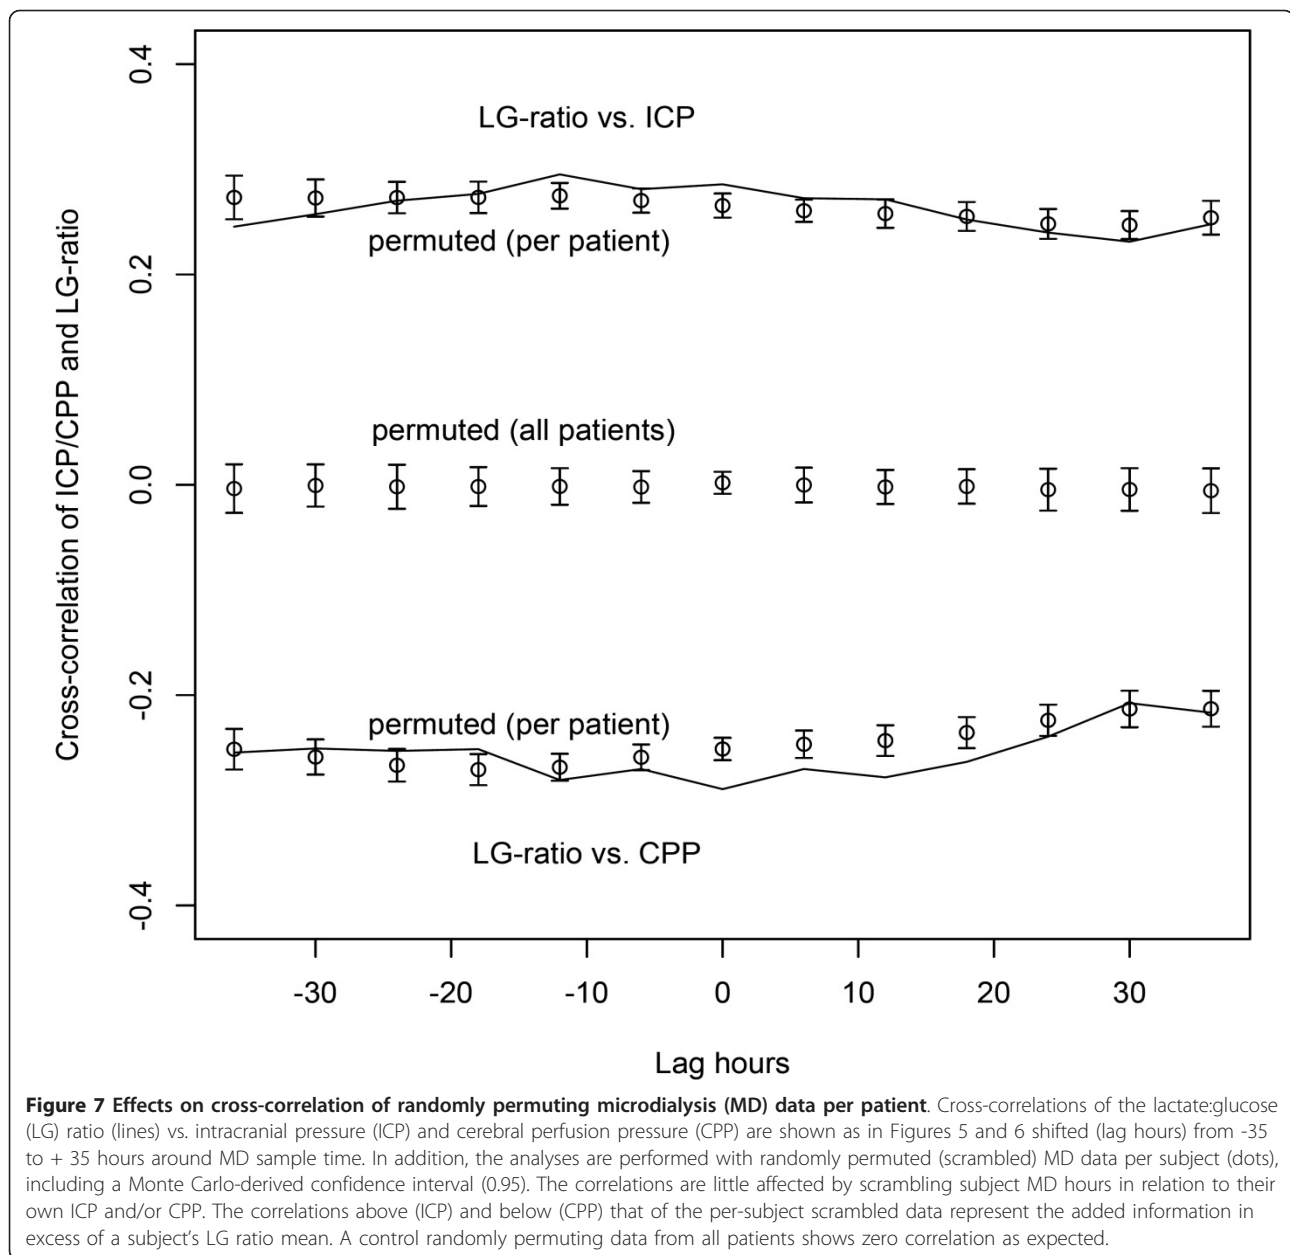 Cross-correlation of ICP/CPP and LG-ratio
0.4
0.2
0.0
-0.2
-0.4
LG-ratio vs. ICP
permuted (per patient)
permuted (all patients)
permuted (per patient)
LG-ratio vs. CPP
-30 -20 -10 0 10 20 30
Lag hours
Figure 7 Effects on cross-correlation of randomly permuting microdialysis (MD) data per patient. Cross-correlations of the lactate:glucose
(LG) ratio (lines) vs. intracranial pressure (ICP) and cerebral perfusion pressure (CPP) are shown as in Figures 5 and 6 shifted (lag hours) from -35
to + 35 hours around MD sample time. In addition, the analyses are performed with randomly permuted (scrambled) MD data per subject (dots),
including a Monte Carlo-derived confidence interval (0.95). The correlations are little affected by scrambling subject MD hours in relation to their
own ICP and/or CPP. The correlations above (ICP) and below (CPP) that of the per-subject scrambled data represent the added information in
excess of a subject's LG ratio mean. A control randomly permuting data from all patients shows zero correlation as expected.